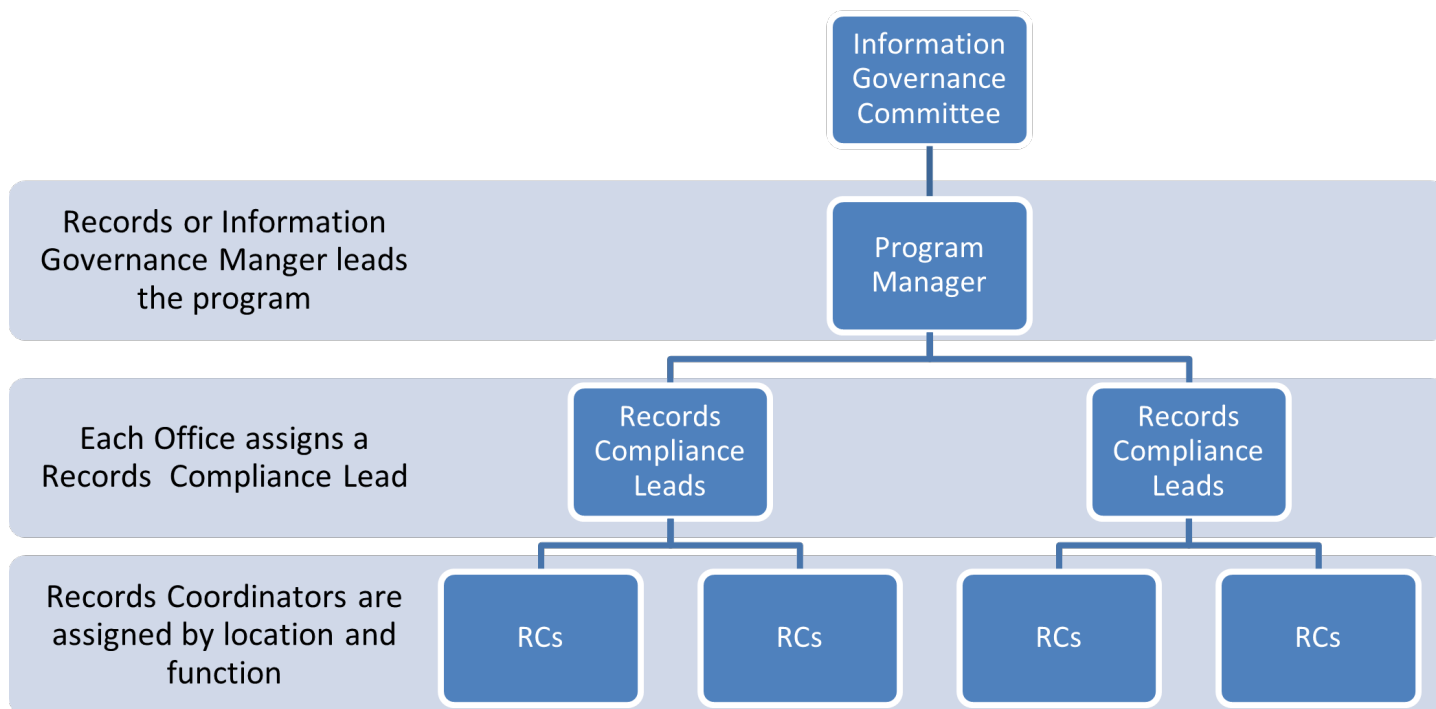 Information
Governance
Committee
Records or Information
Governance Manger leads
the program
Program
Manager
Each Office assigns a
Records Compliance Lead
Records
Compliance
Leads
Records
Compliance
Leads
Records Coordinators are
assigned by location and
function
RCs
RCs
RCs
RCs